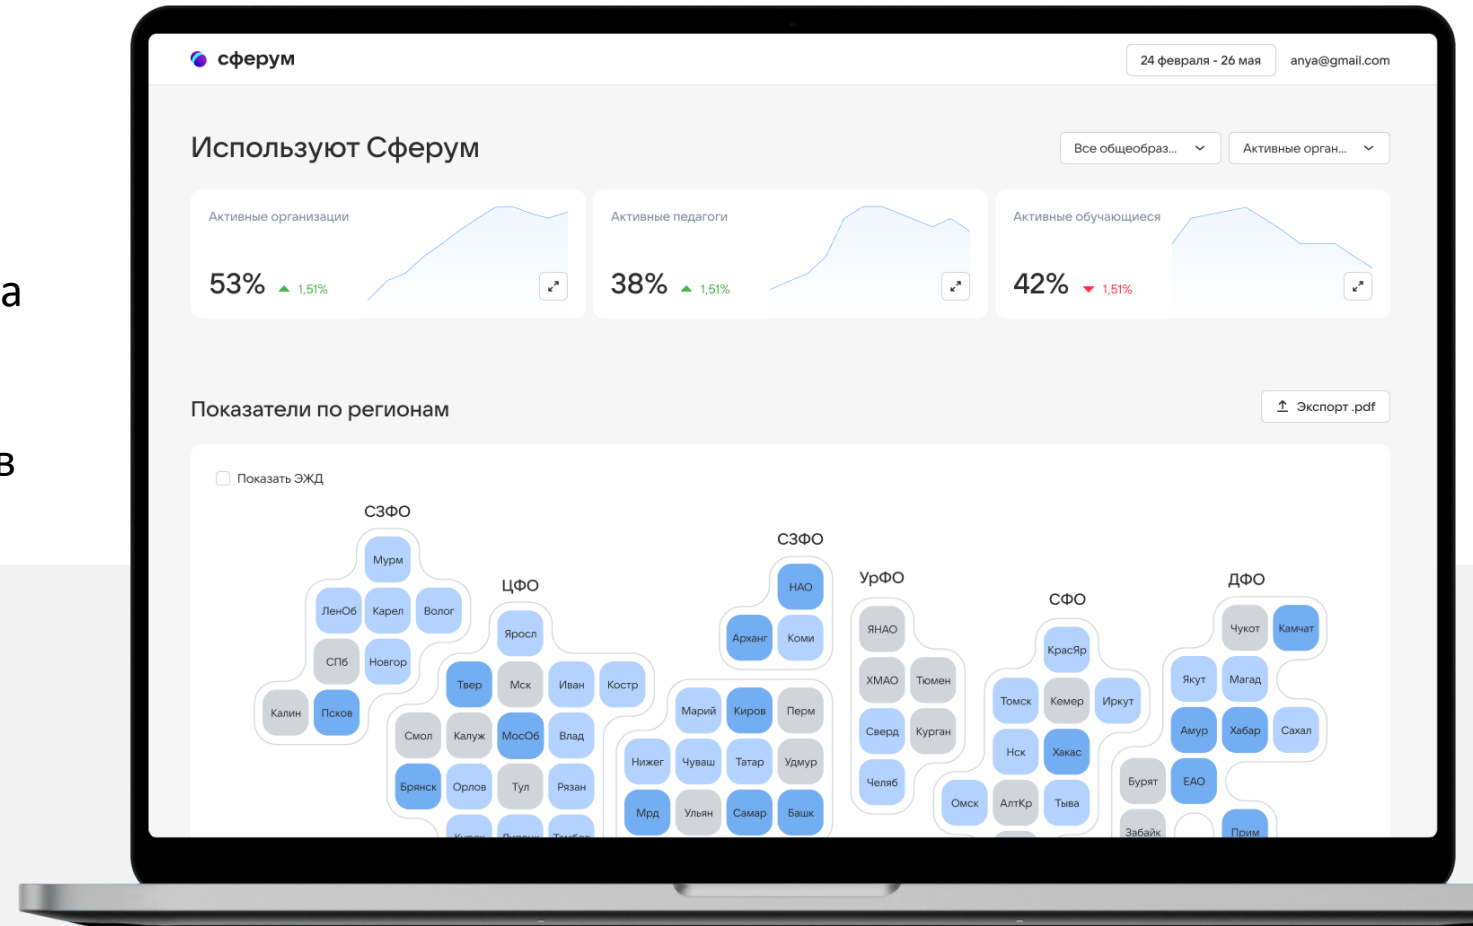 а
в
сферум
24 февраля - 26 мая
anya@gmail.com
Используют Сферум
Все общеобраз...
Активные орган...
Активные организации
53% 1,51%
Активные педагоги
38% 1,51%
Активные обучающиеся
42% 1,51%
Показатели по регионам
Экспорт .pdf
Показать ЭЖД
СЗФО
Мурм
ЛенОб Карел Волог
СПб Новгор
Калин Псков
ЦФО
Яросл
Твер Мск Иван Костр
Смол Калуж МосОб Влад
Брянск Орлов Тул Рязан
СЗФО
НАО
Арханг Коми
Марий Киров Перм
Нижег Чуваш Татар Удмур
Мрд Ульян Самар Башк
УрФО
ЯНАО
ХМАО Тюмен
Сверд Курган
Челяб
СФО
КрасЯр
Томск Кемер Иркут
Нск Хакас
Омск АлтКр Тыва
ДФО
Чукот Камчат
Якут Магад
Амур Хабар Сахал
Бурят ЕАО
Забайк Прим